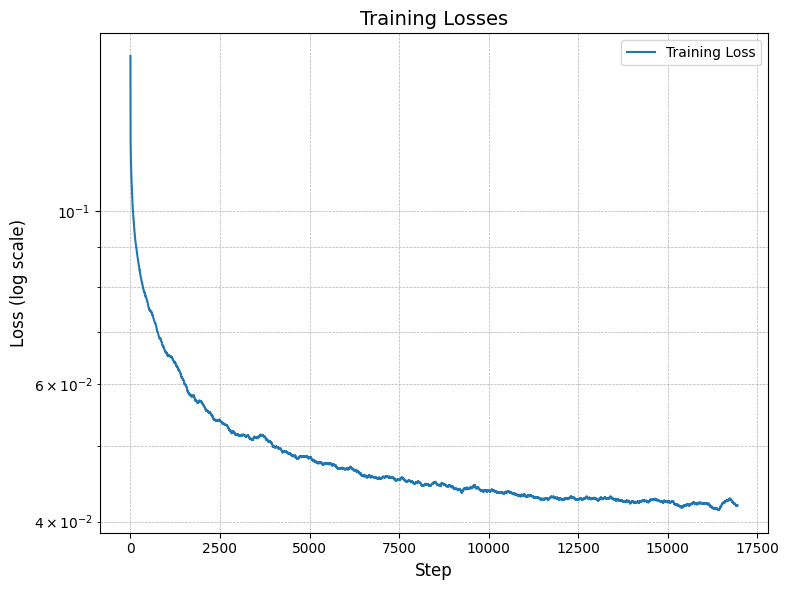 Training Losses
Training Loss
Loss (log scale)
10⁻¹
6 × 10⁻²
4 × 10⁻²
0 2500 5000 7500 10000 12500 15000 17500
Step